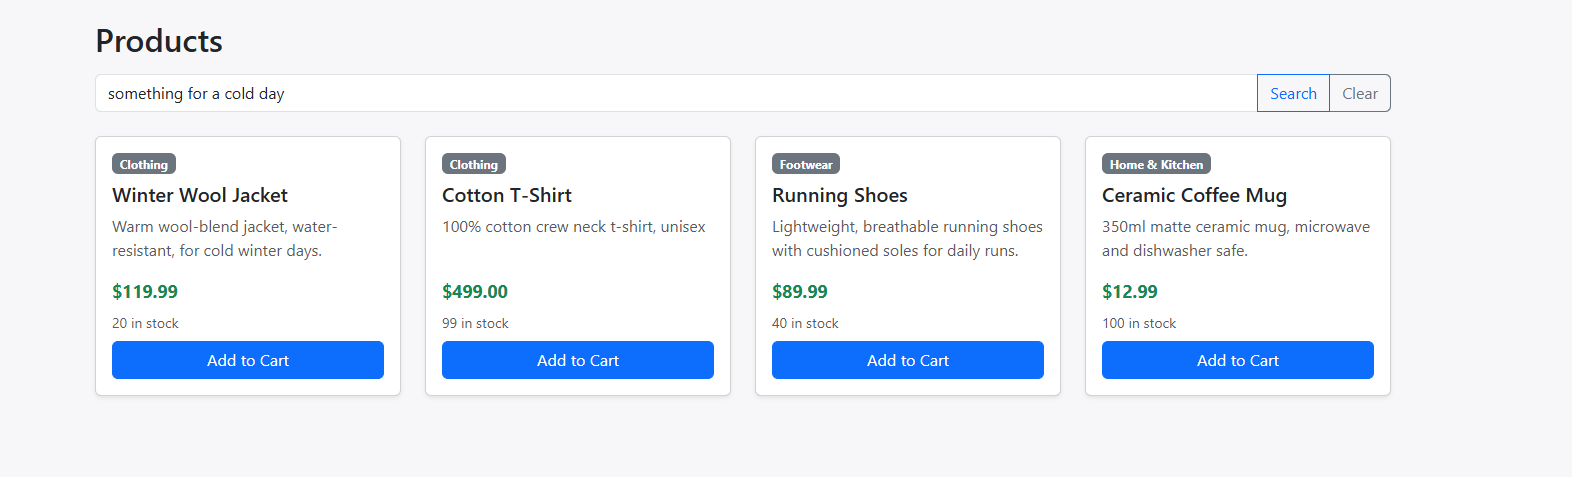 Products
something for a cold day
Search
Clear
Clothing
Winter Wool Jacket
Warm wool-blend jacket, water-
resistant, for cold winter days.
$119.99
20 in stock
Add to Cart
Clothing
Cotton T-Shirt
100% cotton crew neck t-shirt, unisex
$499.00
99 in stock
Add to Cart
Footwear
Running Shoes
Lightweight, breathable running shoes
with cushioned soles for daily runs.
$89.99
40 in stock
Add to Cart
Home & Kitchen
Ceramic Coffee Mug
350ml matte ceramic mug, microwave
and dishwasher safe.
$12.99
100 in stock
Add to Cart